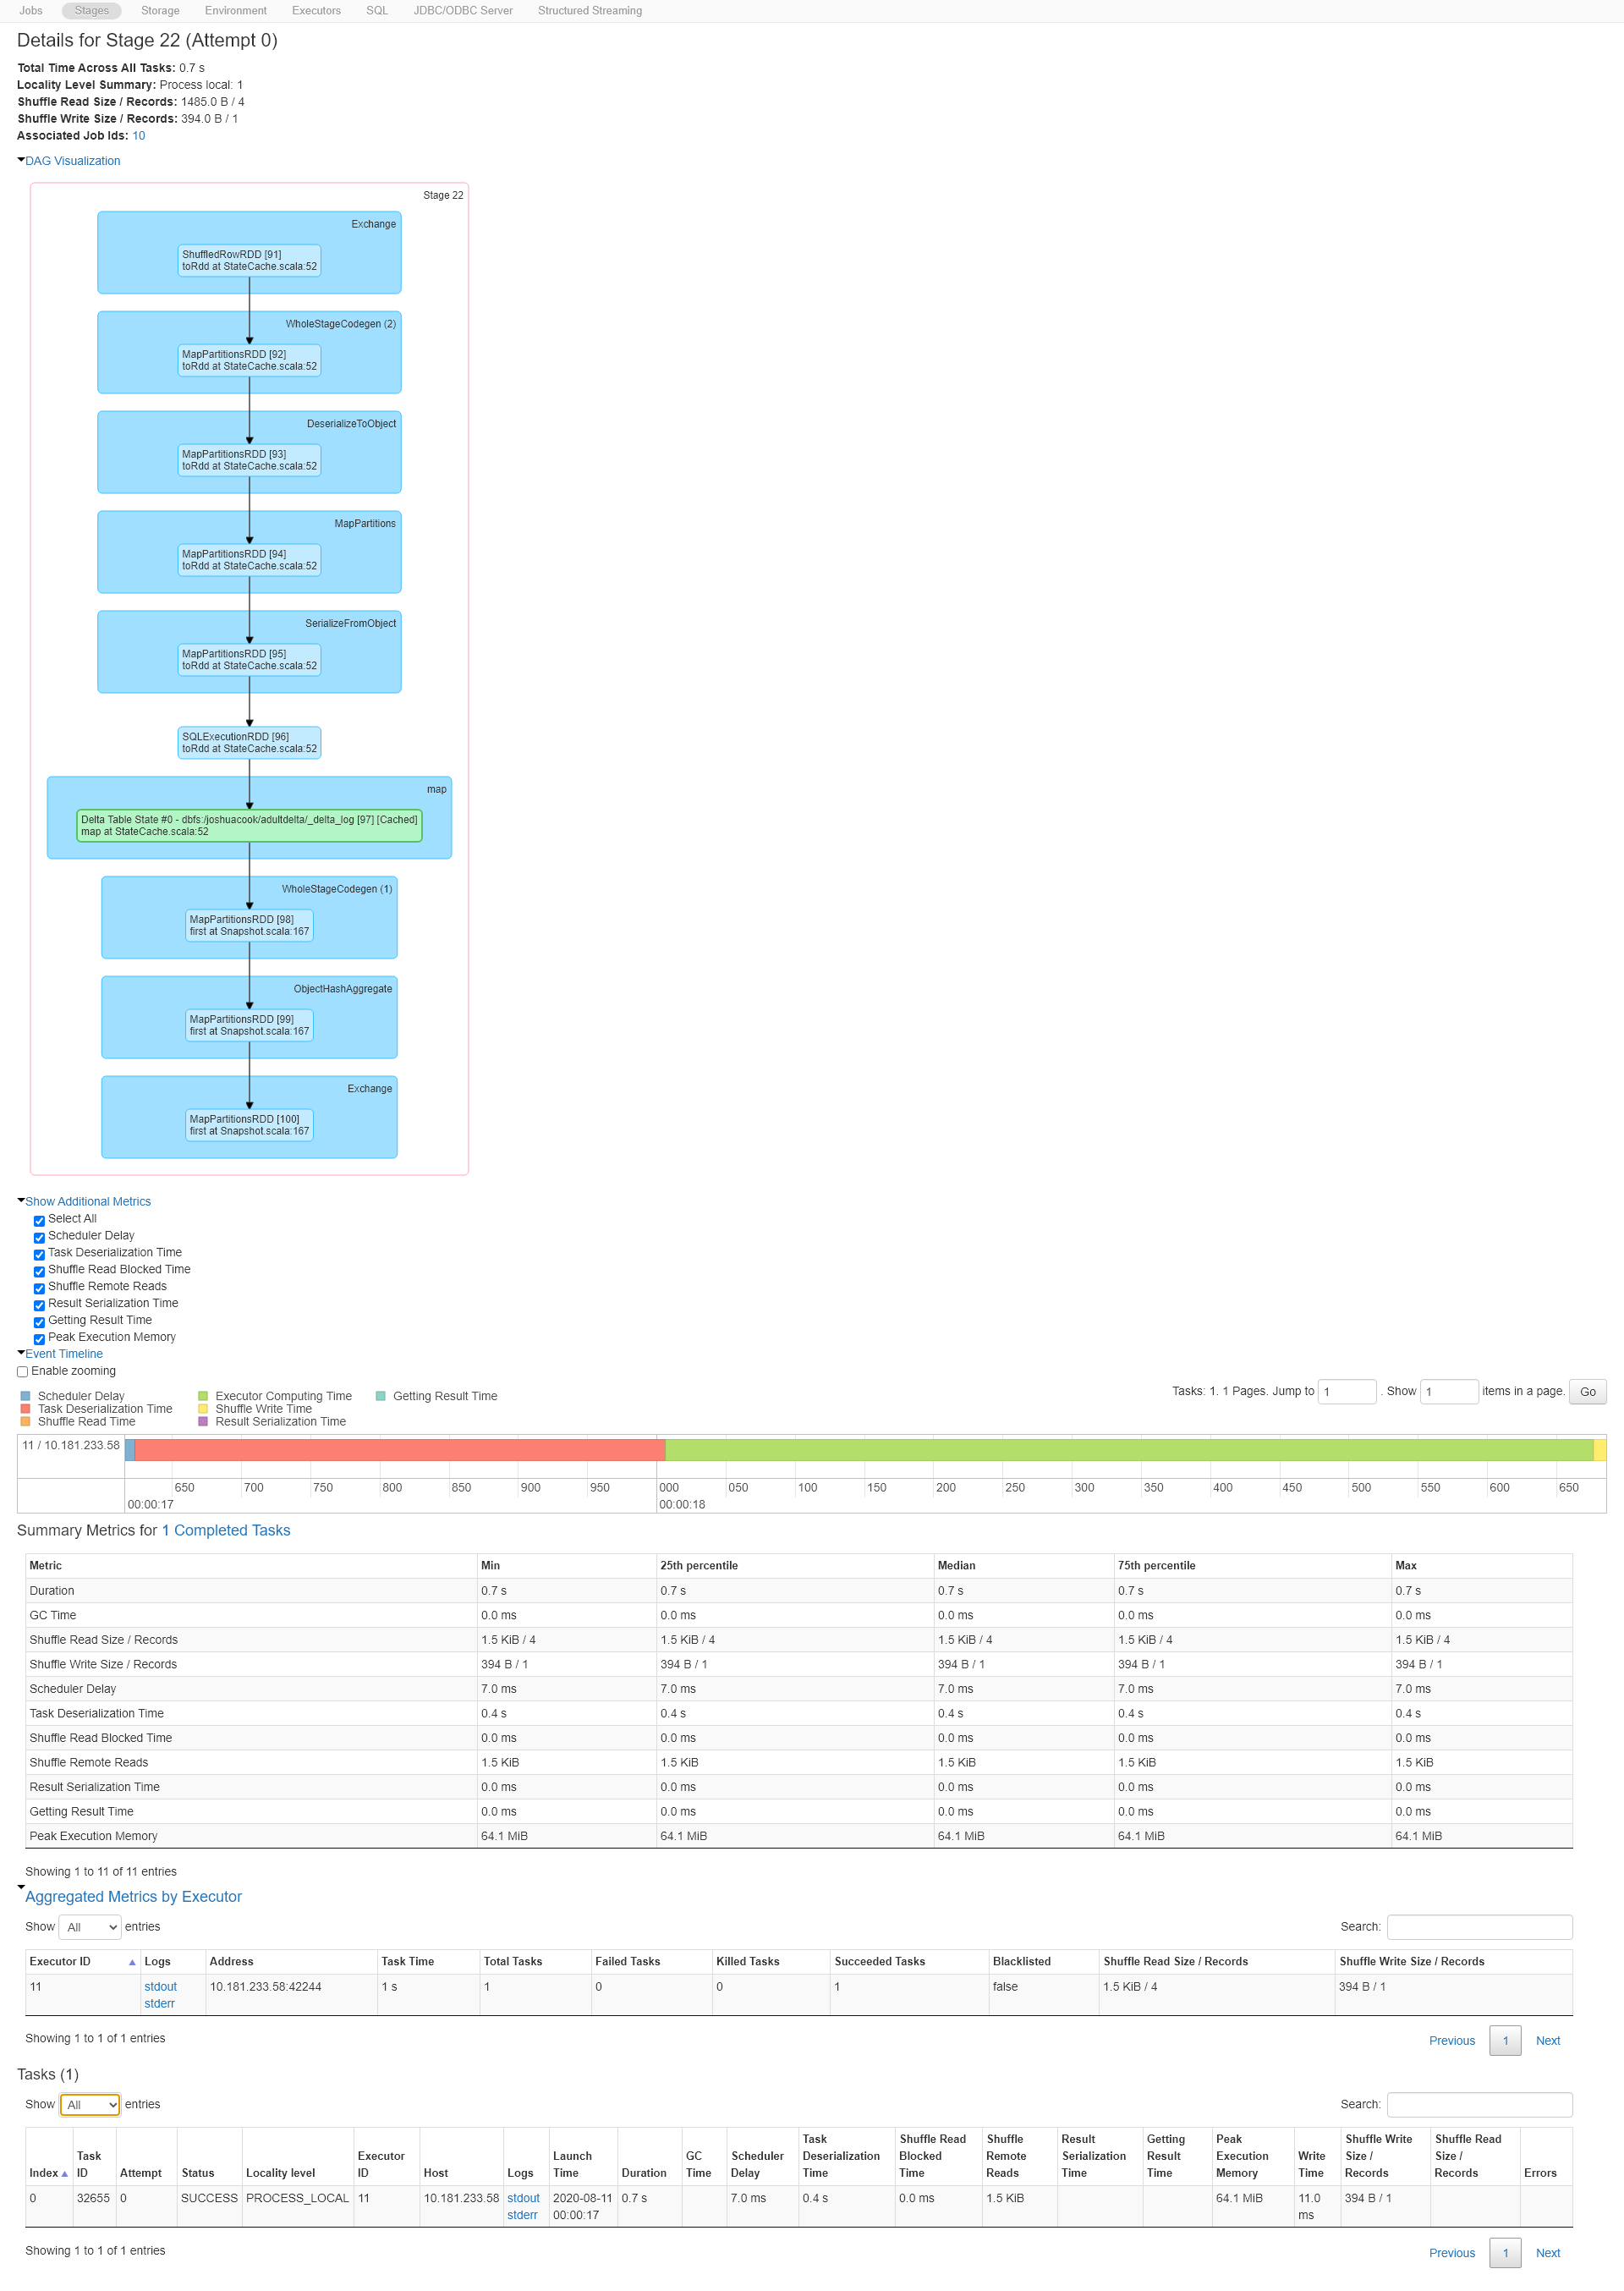 Jobs Stages Storage Environment Executors SQL JDBC/ODBC Server Structured Streaming
Details for Stage 22 (Attempt 0)
Total Time Across All Tasks: 0.7 s
Locality Level Summary: Process local: 1
Shuffle Read Size / Records: 1485.0 B / 4
Shuffle Write Size / Records: 394.0 B / 1
Associated Job Ids: 10
DAG Visualization
Stage 22
Exchange
ShuffledRowRDD [91]
toRdd at StateCache.scala:52
WholeStageCodegen (2)
MapPartitionsRDD [92]
toRdd at StateCache.scala:52
DeserializeToObject
MapPartitionsRDD [93]
toRdd at StateCache.scala:52
MapPartitions
MapPartitionsRDD [94]
toRdd at StateCache.scala:52
SerializeFromObject
MapPartitionsRDD [95]
toRdd at StateCache.scala:52
SQLExecutionRDD [96]
toRdd at StateCache.scala:52
map
Delta Table State #0 - dbfs:/joshuacook/adultdelta/_delta_log [97] [Cached]
map at StateCache.scala:52
WholeStageCodegen (1)
MapPartitionsRDD [98]
first at Snapshot.scala:167
ObjectHashAggregate
MapPartitionsRDD [99]
first at Snapshot.scala:167
Exchange
MapPartitionsRDD [100]
first at Snapshot.scala:167
Show Additional Metrics
Select All
Scheduler Delay
Task Deserialization Time
Shuffle Read Blocked Time
Shuffle Remote Reads
Result Serialization Time
Getting Result Time
Peak Execution Memory
Event Timeline
Enable zooming
Scheduler Delay Executor Computing Time Getting Result Time
Task Deserialization Time Shuffle Write Time
Shuffle Read Time Result Serialization Time
Tasks: 1. 1 Pages. Jump to 1 . Show 1 items in a page. Go
11 / 10.181.233.58
650 700 750 800 850 900 950 000 050 100 150 200 250 300 350 400 450 500 550 600 650
00:00:17 00:00:18
Summary Metrics for 1 Completed Tasks
Metric Min 25th percentile Median 75th percentile Max
Duration 0.7 s 0.7 s 0.7 s 0.7 s 0.7 s
GC Time 0.0 ms 0.0 ms 0.0 ms 0.0 ms 0.0 ms
Shuffle Read Size / Records 1.5 KiB / 4 1.5 KiB / 4 1.5 KiB / 4 1.5 KiB / 4 1.5 KiB / 4
Shuffle Write Size / Records 394 B / 1 394 B / 1 394 B / 1 394 B / 1 394 B / 1
Scheduler Delay 7.0 ms 7.0 ms 7.0 ms 7.0 ms 7.0 ms
Task Deserialization Time 0.4 s 0.4 s 0.4 s 0.4 s 0.4 s
Shuffle Read Blocked Time 0.0 ms 0.0 ms 0.0 ms 0.0 ms 0.0 ms
Shuffle Remote Reads 1.5 KiB 1.5 KiB 1.5 KiB 1.5 KiB 1.5 KiB
Result Serialization Time 0.0 ms 0.0 ms 0.0 ms 0.0 ms 0.0 ms
Getting Result Time 0.0 ms 0.0 ms 0.0 ms 0.0 ms 0.0 ms
Peak Execution Memory 64.1 MiB 64.1 MiB 64.1 MiB 64.1 MiB 64.1 MiB
Showing 1 to 11 of 11 entries
Aggregated Metrics by Executor
Show All entries Search:
Executor ID Logs Address Task Time Total Tasks Failed Tasks Killed Tasks Succeeded Tasks Blacklisted Shuffle Read Size / Records Shuffle Write Size / Records
11 stdout 10.181.233.58:42244 1 s 1 0 0 1 false 1.5 KiB / 4 394 B / 1
stderr
Showing 1 to 1 of 1 entries
Previous 1 Next
Tasks (1)
Show All entries Search:
Task Shuffle Read Shuffle Result Getting Peak Shuffle Write Shuffle Read
Task Executor Launch GC Scheduler Deserialization Blocked Remote Serialization Result Execution Write Size / Size /
Index ID Attempt Status Locality level ID Host Logs Time Duration Time Delay Time Time Reads Time Time Memory Time Records Records Errors
0 32655 0 SUCCESS PROCESS_LOCAL 11 10.181.233.58 stdout 2020-08-11 0.7 s 7.0 ms 0.4 s 0.0 ms 1.5 KiB 64.1 MiB 11.0 394 B / 1
stderr 00:00:17 ms
Showing 1 to 1 of 1 entries
Previous 1 Next